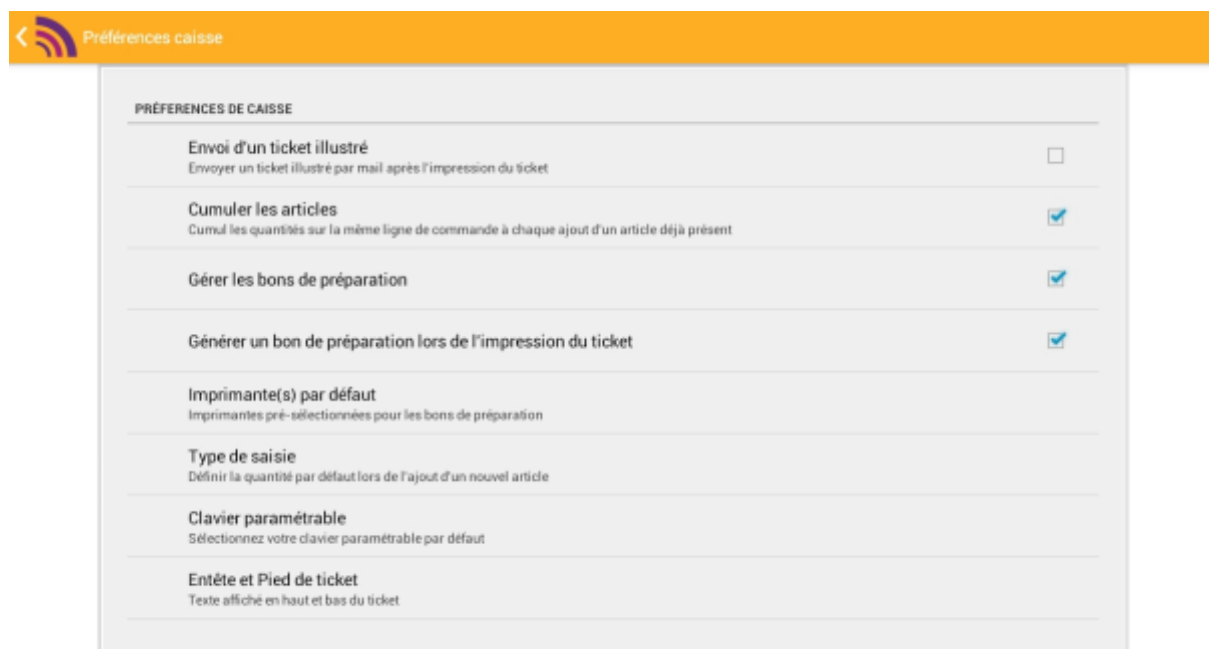 Préférences caisse
PRÉFERENCES DE CAISSE
Envoi d'un ticket illustré
Envoyer un ticket illustré par mail après l'impression du ticket
Cumuler les articles
Cumul les quantités sur la même ligne de commande à chaque ajout d'un article déjà présent
Gérer les bons de préparation
Générer un bon de préparation lors de l'impression du ticket
Imprimante(s) par défaut
Imprimantes pré-sélectionnées pour les bons de préparation
Type de saisie
Définir la quantité par défaut lors de l'ajout d'un nouvel article
Clavier paramétrable
Sélectionnez votre clavier paramétrable par défaut
Entête et Pied de ticket
Texte affiché en haut et bas du ticket